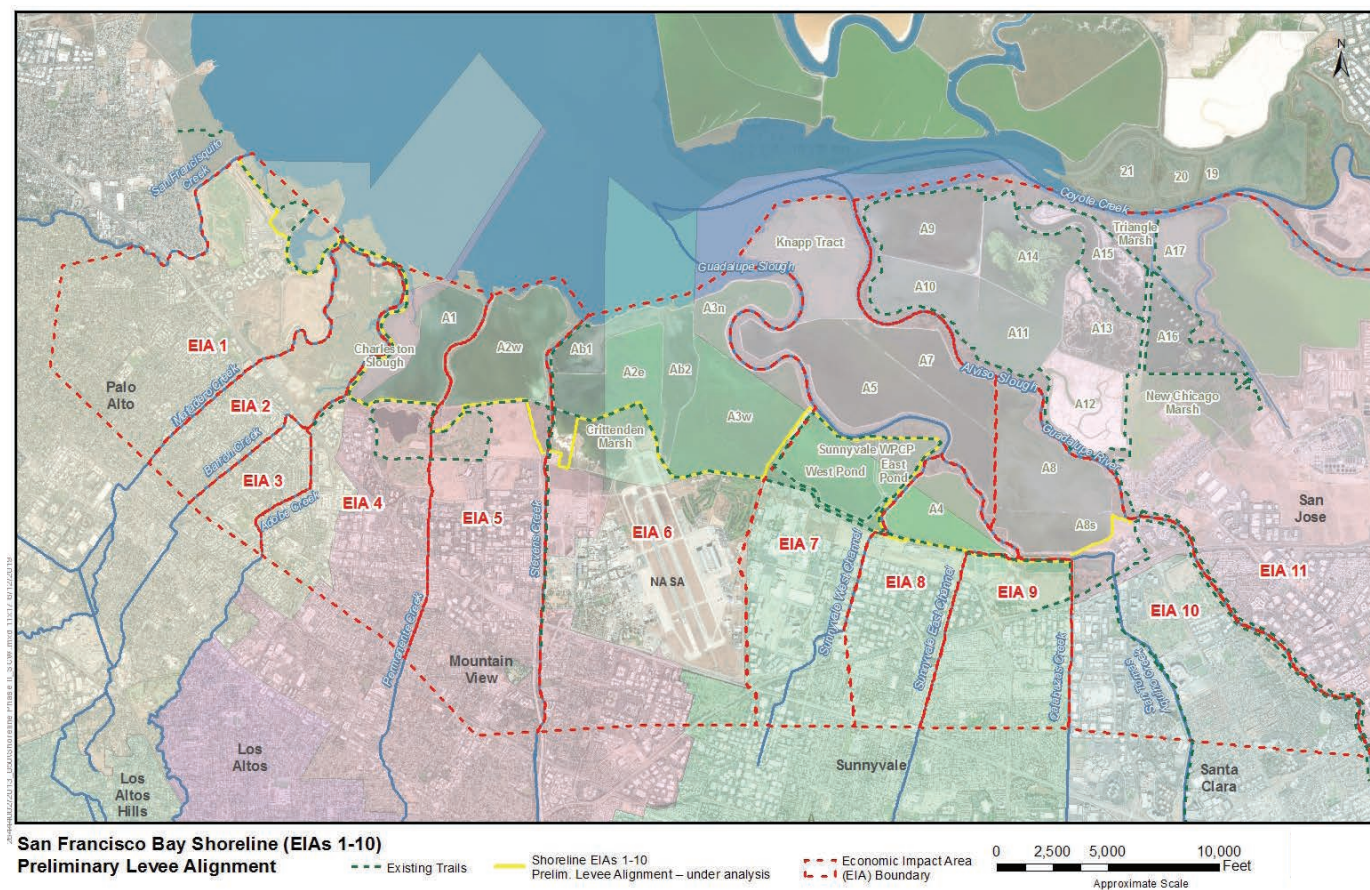 N
San Francisquito
Creek
21
20
19
Coyote Creek
Triangle
Marsh
A17
A9
Knapp Tract
A14
A15
Guadalupe Slough
A10
A3n
A1
A2w
Ab1
A11
A13
A16
EIA 1
Charleston
Slough
A2e
Ab2
A7
A5
Alviso Slough
Palo
Alto
Matadero Creek
EIA 2
A12
New Chicago
Marsh
A3w
Crittenden
Marsh
Guadalupe River
Barron Creek
Sunnyvale WPCP
West Pond
East
Pond
A8
EIA 3
Adobe Creek
EIA 4
EIA 5
Stevens Creek
EIA 6
A4
A8s
San
Jose
EIA 7
EIA 8
EIA 9
EIA 11
NA SA
EIA 10
Sunnyvale West Channel
Sunnyvale East Channel
Calabazas Creek
Permanente Creek
Mountain
View
San Tomas
Aquino Creek
Los
Altos
Sunnyvale
Santa
Clara
Los
Altos
Hills
San Francisco Bay Shoreline (EIAs 1-10)
Preliminary Levee Alignment
Existing Trails
Shoreline EIAs 1-10
Prelim. Levee Alignment – under analysis
Economic Impact Area
(EIA) Boundary
0 2,500 5,000 10,000
Feet
Approximate Scale